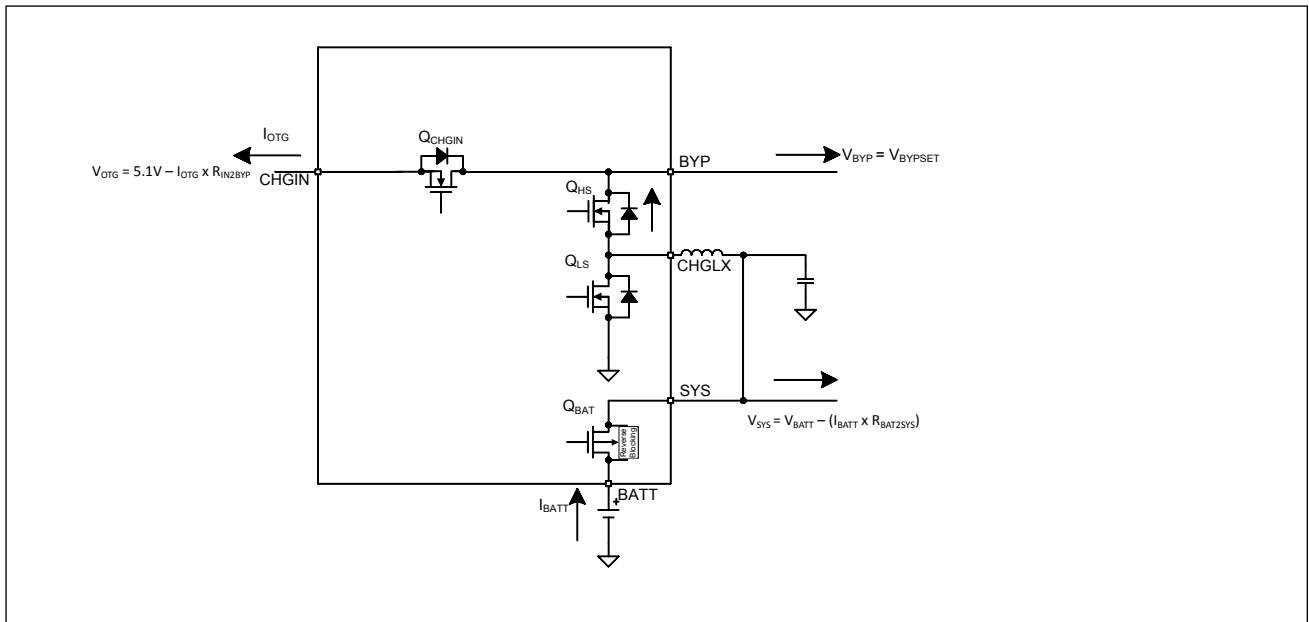 I_OTG
Q_CHGIN
V_OTG = 5.1V – I_OTG x R_IN2BYP
CHGIN
BYP
V_BYP = V_BYPSET
Q_HS
CHGLX
Q_LS
SYS
Q_BAT
V_SYS = V_BATT – (I_BATT x R_BAT2SYS)
Reverse
Blocking
+
BATT
I_BATT